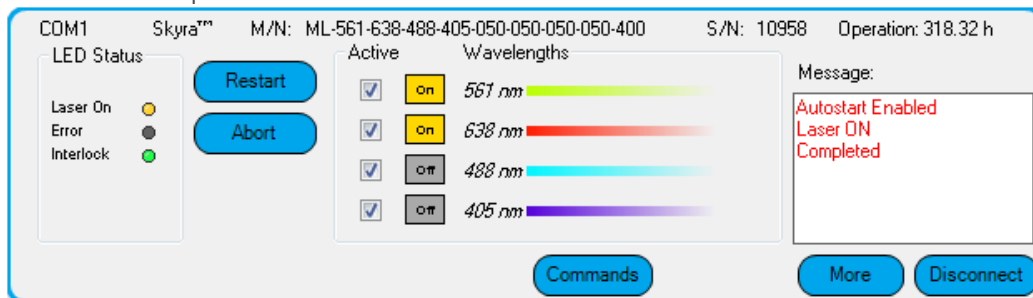 COM1 Skyra™ M/N: ML-561-638-488-405-050-050-050-050-400 S/N: 10958 Operation: 318.32 h
LED Status
Laser On
Error
Interlock
Restart
Abort
Active Wavelengths
On 561 nm
On 638 nm
Off 488 nm
Off 405 nm
Message:
Autostart Enabled
Laser ON
Completed
Commands
More
Disconnect